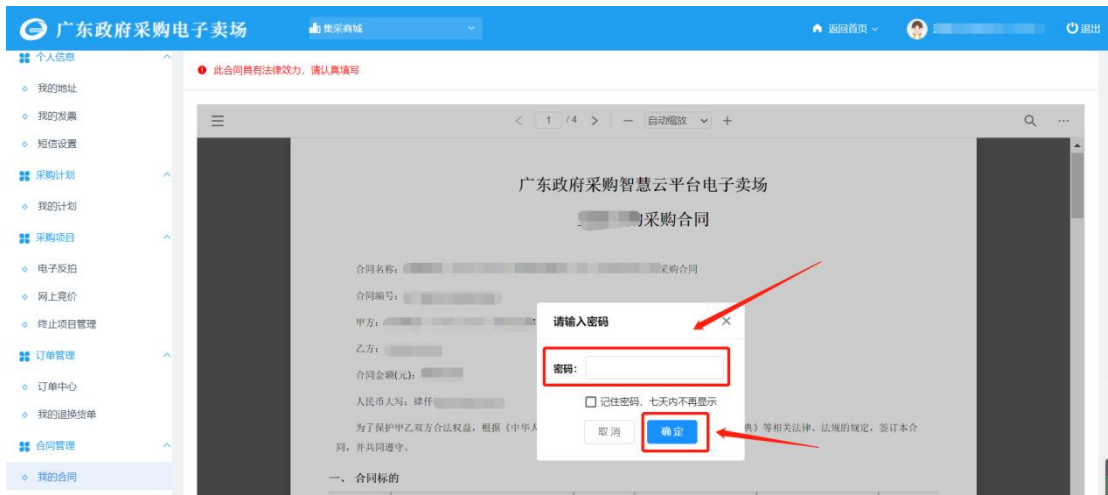 广东政府采购电子卖场
集采商城
返回首页
退出
个人信息
我的地址
我的发票
短信设置
采购计划
我的计划
采购项目
电子反拍
网上竞价
终止项目管理
订单管理
订单中心
我的退换货单
合同管理
我的合同
此合同具有法律效力，请认真填写
1 /4
自动缩放
广东政府采购智慧云平台电子卖场
采购合同
合同名称：采购合同
合同编号：
甲方：
乙方：
合同金额(元)：
人民币大写：肆仟
为了保护甲乙双方合法权益，根据《中华人
典》等相关法律、法规的规定，签订本合
同，并共同遵守。
一、 合同标的
请输入密码
密码：
记住密码，七天内不再显示
取消
确定